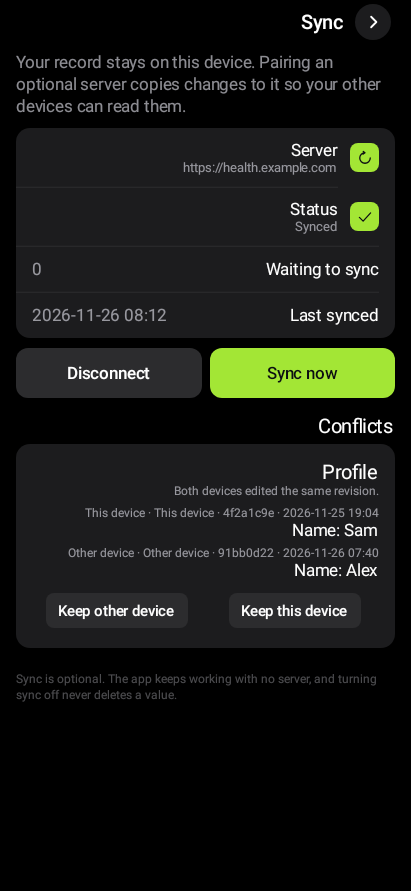 Sync
Your record stays on this device. Pairing an
optional server copies changes to it so your other
devices can read them.
Server
https://health.example.com
Status
Synced
Waiting to sync
0
Last synced
2026-11-26 08:12
Sync now
Disconnect
Conflicts
Profile
Both devices edited the same revision.
This device · This device · 4f2a1c9e · 2026-11-25 19:04
Name: Sam
Other device · Other device · 91bb0d22 · 2026-11-26 07:40
Name: Alex
Keep this device
Keep other device
Sync is optional. The app keeps working with no server, and turning
sync off never deletes a value.